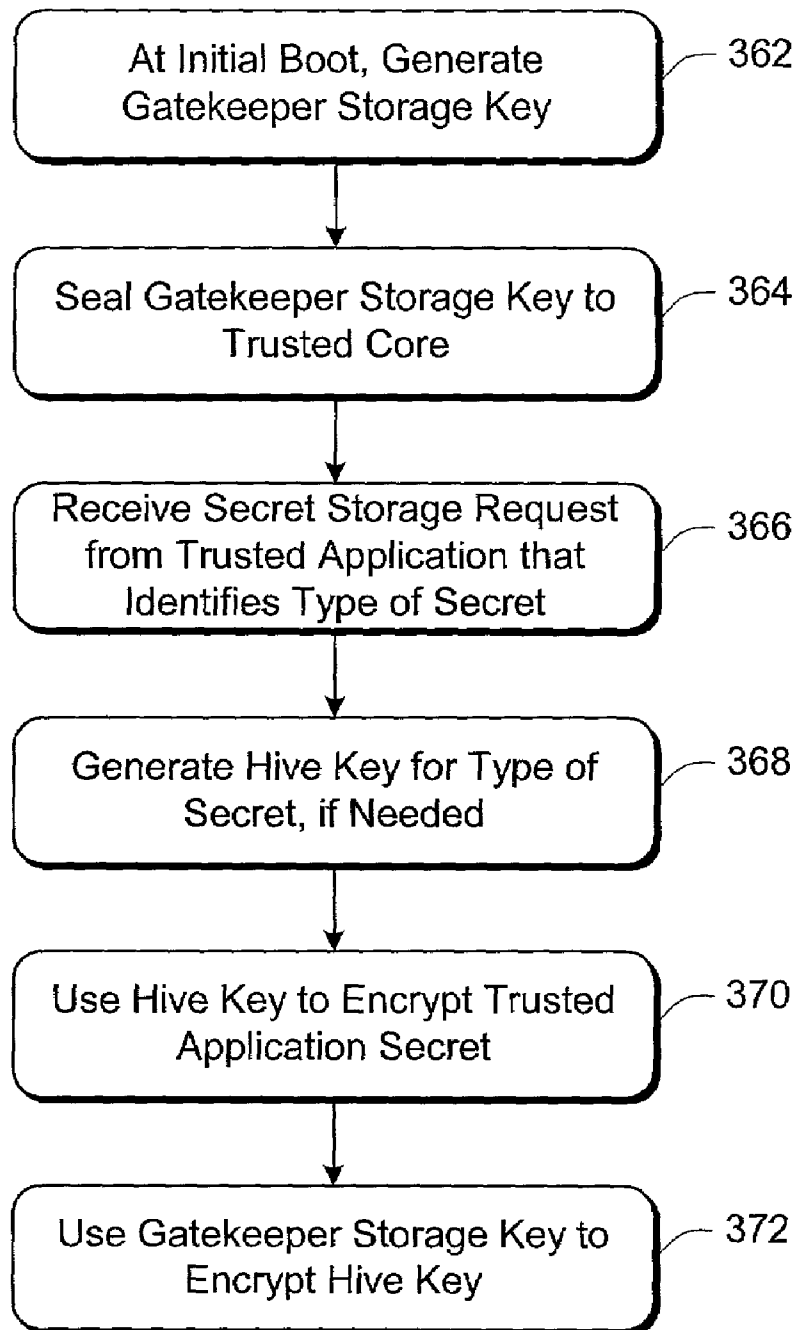 At Initial Boot, Generate
Gatekeeper Storage Key
362
Seal Gatekeeper Storage Key to
Trusted Core
364
Receive Secret Storage Request
from Trusted Application that
Identifies Type of Secret
366
Generate Hive Key for Type of
Secret, if Needed
368
Use Hive Key to Encrypt Trusted
Application Secret
370
Use Gatekeeper Storage Key to
Encrypt Hive Key
372